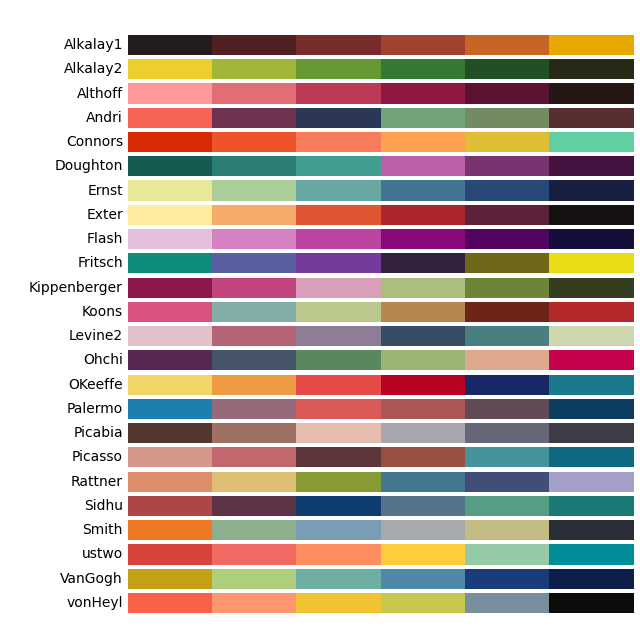 Alkalay1
Alkalay2
Althoff
Andri
Connors
Doughton
Ernst
Exter
Flash
Fritsch
Kippenberger
Koons
Levine2
Ohchi
OKeeffe
Palermo
Picabia
Picasso
Rattner
Sidhu
Smith
ustwo
VanGogh
vonHeyl